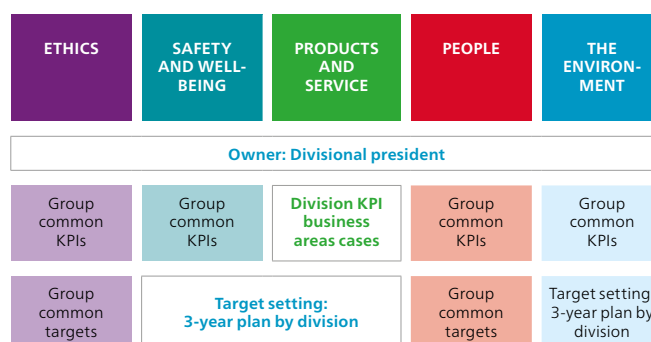 ETHICS
SAFETY
AND WELL-
BEING
PRODUCTS
AND
SERVICE
PEOPLE
THE
ENVIRON-
MENT
Owner: Divisional president
Group
common
KPIs
Group
common
KPIs
Division KPI
business
areas cases
Group
common
KPIs
Group
common
KPIs
Group
common
targets
Target setting:
3-year plan by division
Group
common
targets
Target setting
3-year plan by
division